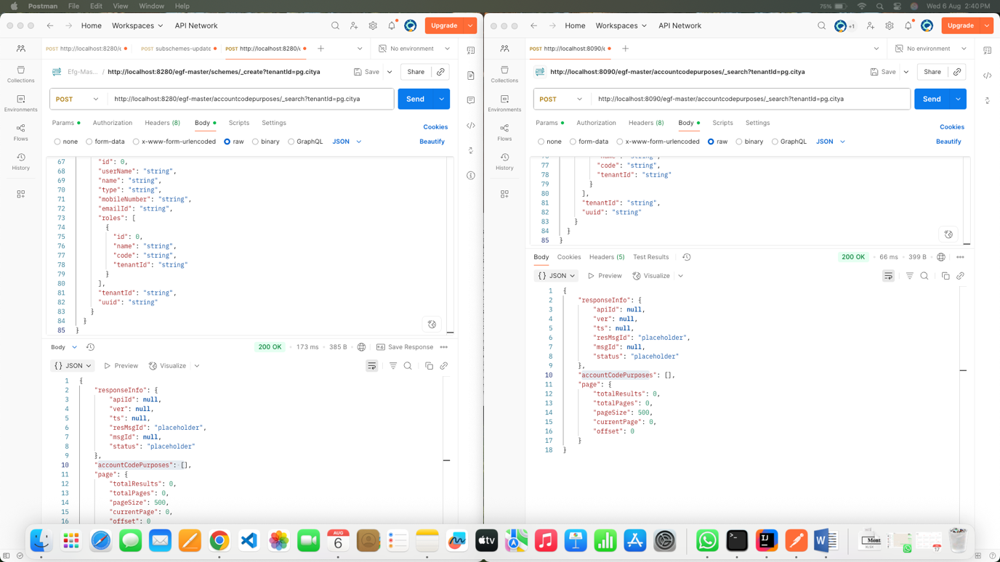 Postman File Edit View Window Help 75% Wed 6 Aug 2:40 PM
Home Workspaces API Network Upgrade
POST http://localhost:8280/e POST subschemes-update POST http://localhost:8280/e No environment
Efg-Mas... / http://localhost:8280/egf-master/schemes/_create?tenantId=pg.citya Save Share
POST http://localhost:8280/egf-master/accountcodepurposes/_search?tenantId=pg.citya Send
Params Authorization Headers (8) Body Scripts Settings Cookies
none form-data x-www-form-urlencoded raw binary GraphQL JSON Beautify
Collections
Environments
Flows
History
67 "id": 0,
68 "userName": "string",
69 "name": "string",
70 "type": "string",
71 "mobileNumber": "string",
72 "emailId": "string",
73 "roles": [
74 {
75 "id": 0,
76 "name": "string",
77 "code": "string",
78 "tenantId": "string"
79 }
80 ],
81 "tenantId": "string",
82 "uuid": "string"
83 }
84 }
85 }
Body 200 OK 173 ms 385 B Save Response
{} JSON Preview Visualize
1 {
2 "responseInfo": {
3 "apiId": null,
4 "ver": null,
5 "ts": null,
6 "resMsgId": "placeholder",
7 "msgId": null,
8 "status": "placeholder"
9 },
10 "accountCodePurposes": [],
11 "page": {
12 "totalResults": 0,
13 "totalPages": 0,
14 "pageSize": 500,
15 "currentPage": 0,
16 "offset": 0
Home Workspaces API Network +1 Upgrade
POST http://localhost:8090/e No environment
http://localhost:8090/egf-master/accountcodepurposes/_search?tenantId=pg.citya Save Share
POST http://localhost:8090/egf-master/accountcodepurposes/_search?tenantId=pg.citya Send
Params Authorization Headers (8) Body Scripts Settings Cookies
none form-data x-www-form-urlencoded raw binary GraphQL JSON Beautify
Collections
Environments
Flows
History
76 "name": "string",
77 "code": "string",
78 "tenantId": "string"
79 }
80 ],
81 "tenantId": "string",
82 "uuid": "string"
83 }
84 }
85 }
Body Cookies Headers (5) Test Results 200 OK 66 ms 399 B
{} JSON Preview Visualize
1 {
2 "responseInfo": {
3 "apiId": null,
4 "ver": null,
5 "ts": null,
6 "resMsgId": "placeholder",
7 "msgId": null,
8 "status": "placeholder"
9 },
10 "accountCodePurposes": [],
11 "page": {
12 "totalResults": 0,
13 "totalPages": 0,
14 "pageSize": 500,
15 "currentPage": 0,
16 "offset": 0
17 }
18 }
AUG
6
tv